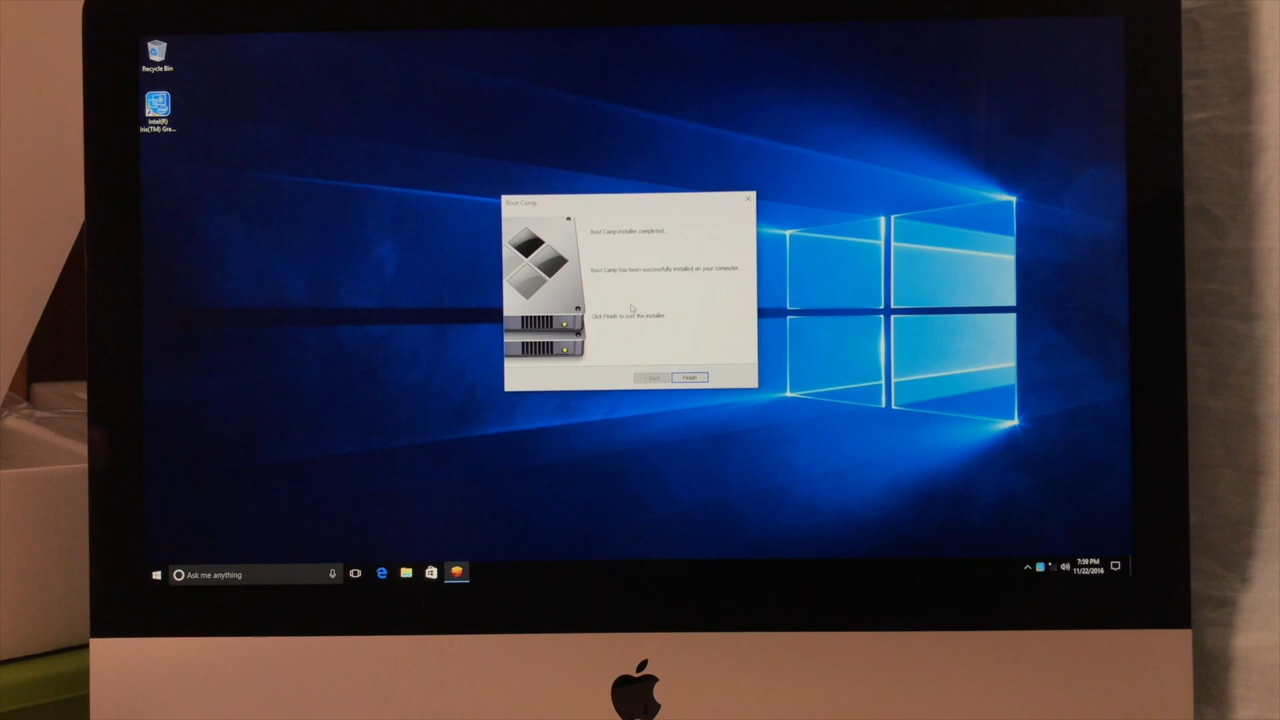 Recycle Bin
Intel(R)
Iris(TM) Gra...
Boot Camp
Boot Camp installer completed.
Boot Camp has been successfully installed on your computer.
Click Finish to exit the installer.
< Back
Finish
Ask me anything
7:59 PM
11/22/2016